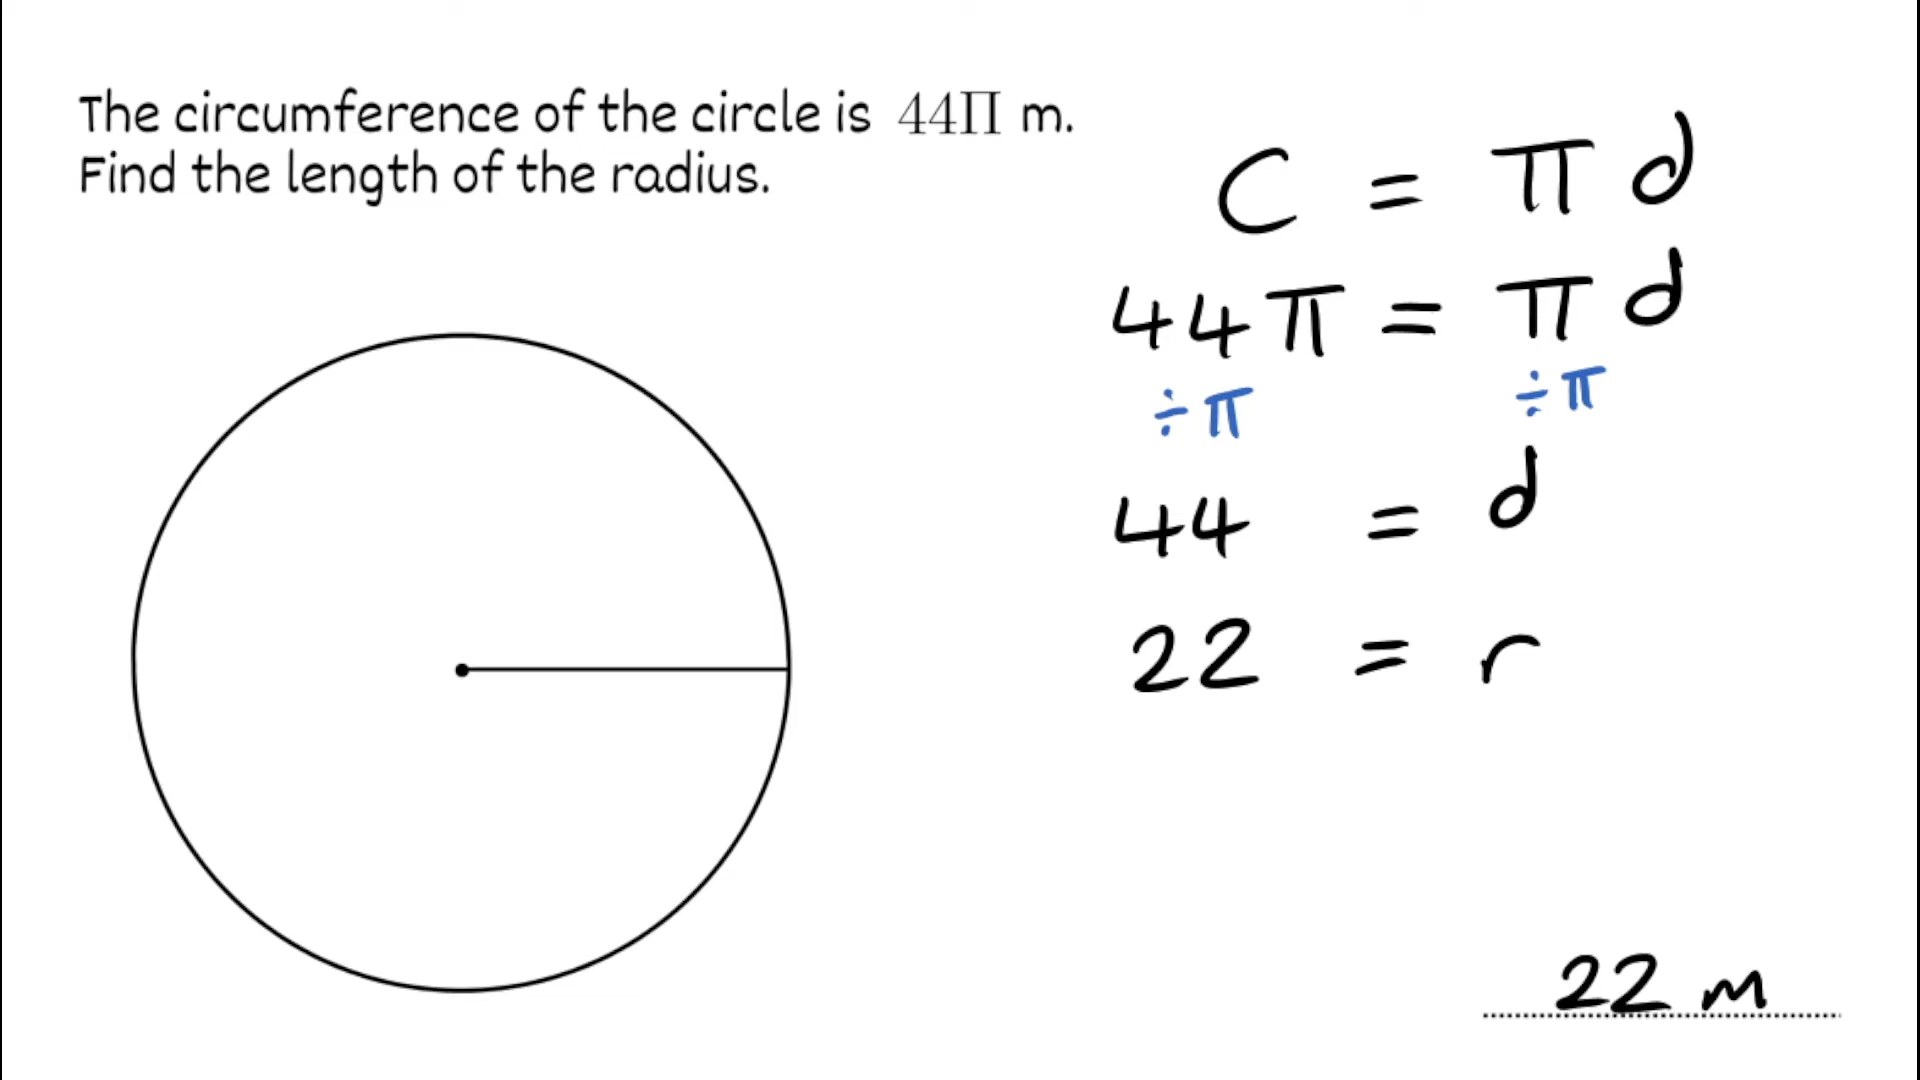 The circumference of the circle is 44Π m.
Find the length of the radius.
C = π d
44π = π d
÷π ÷π
44 = d
22 = r
22 m